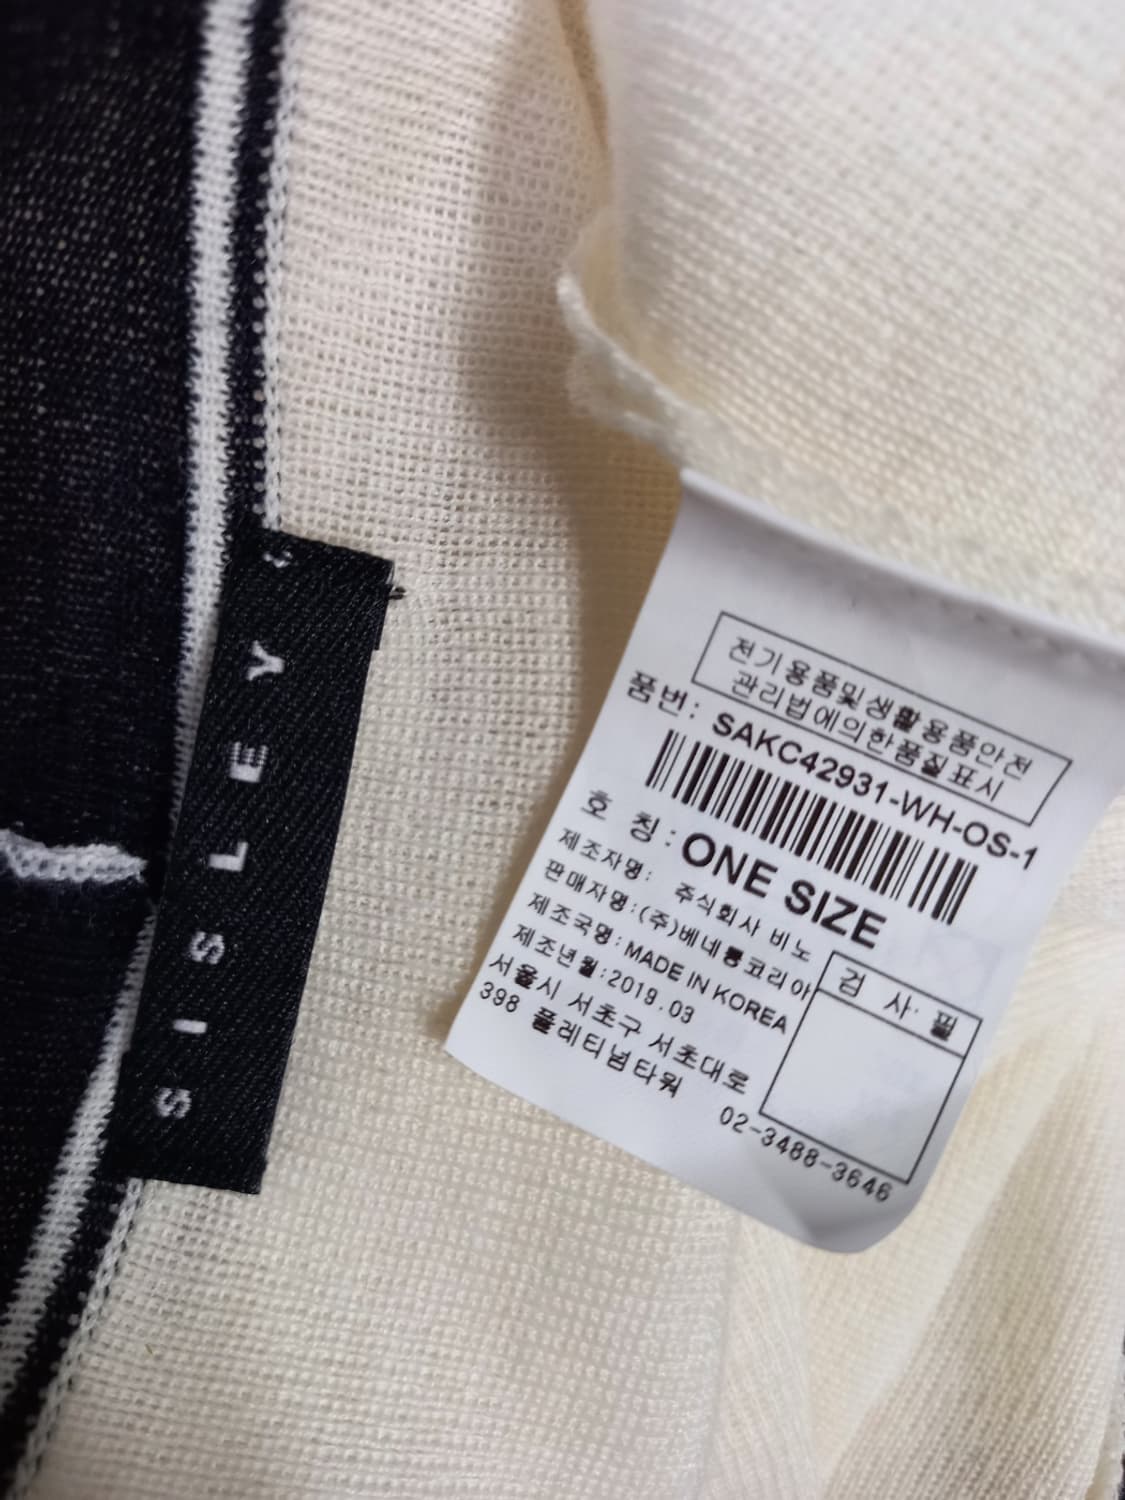 SISLEY
전기용품및생활용품안전
관리법에의한품질표시
품번: SAKC42931-WH-OS-1
호 칭: ONE SIZE
제조자명: 주식회사 비노
판매자명:(주)베네통코리아
제조국명: MADE IN KOREA
제조년월:2019.03
검 사 필
서울시 서초구 서초대로
398 플레티넘타워
02-3488-3646